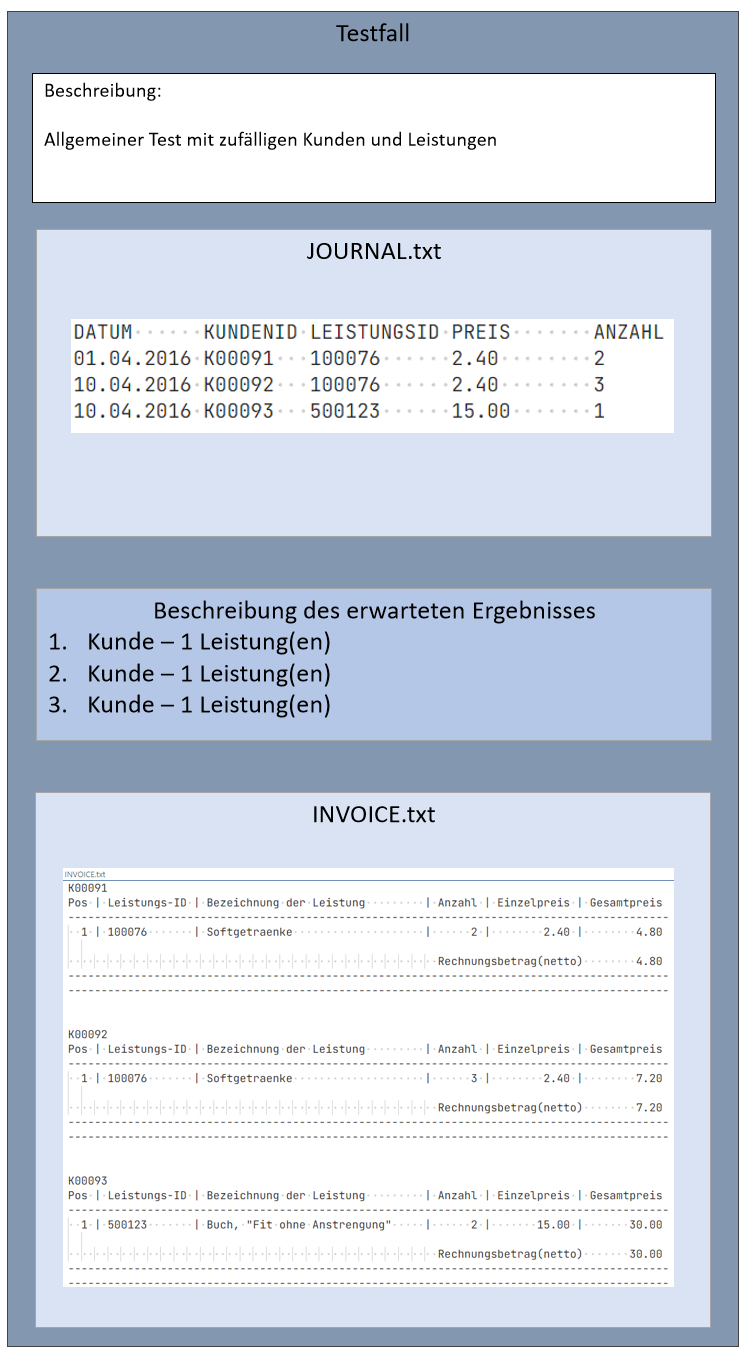 Testfall
Beschreibung:
Allgemeiner Test mit zufälligen Kunden und Leistungen
JOURNAL.txt
DATUM······KUNDENID·LEISTUNGSID·PREIS·······ANZAHL
01.04.2016·K00091···100076······2.40········2
10.04.2016·K00092···100076······2.40········3
10.04.2016·K00093···500123······15.00·······1
Beschreibung des erwarteten Ergebnisses
1. Kunde – 1 Leistung(en)
2. Kunde – 1 Leistung(en)
3. Kunde – 1 Leistung(en)
INVOICE.txt
INVOICE.txt
K00091
Pos·|·Leistungs-ID·|·Bezeichnung·der·Leistung·········|·Anzahl·|·Einzelpreis·|·Gesamtpreis
-------------------------------------------------------------------------------------------
··1·|·100076·······|·Softgetraenke····················|······2·|········2.40·|········4.80
Rechnungsbetrag(netto)········4.80
-------------------------------------------------------------------------------------------
-------------------------------------------------------------------------------------------
K00092
Pos·|·Leistungs-ID·|·Bezeichnung·der·Leistung·········|·Anzahl·|·Einzelpreis·|·Gesamtpreis
-------------------------------------------------------------------------------------------
··1·|·100076·······|·Softgetraenke····················|······3·|········2.40·|········7.20
Rechnungsbetrag(netto)········7.20
-------------------------------------------------------------------------------------------
-------------------------------------------------------------------------------------------
K00093
Pos·|·Leistungs-ID·|·Bezeichnung·der·Leistung·········|·Anzahl·|·Einzelpreis·|·Gesamtpreis
-------------------------------------------------------------------------------------------
··1·|·500123·······|·Buch,·"Fit·ohne·Anstrengung"·····|······2·|·······15.00·|·······30.00
Rechnungsbetrag(netto)·······30.00
-------------------------------------------------------------------------------------------
-------------------------------------------------------------------------------------------